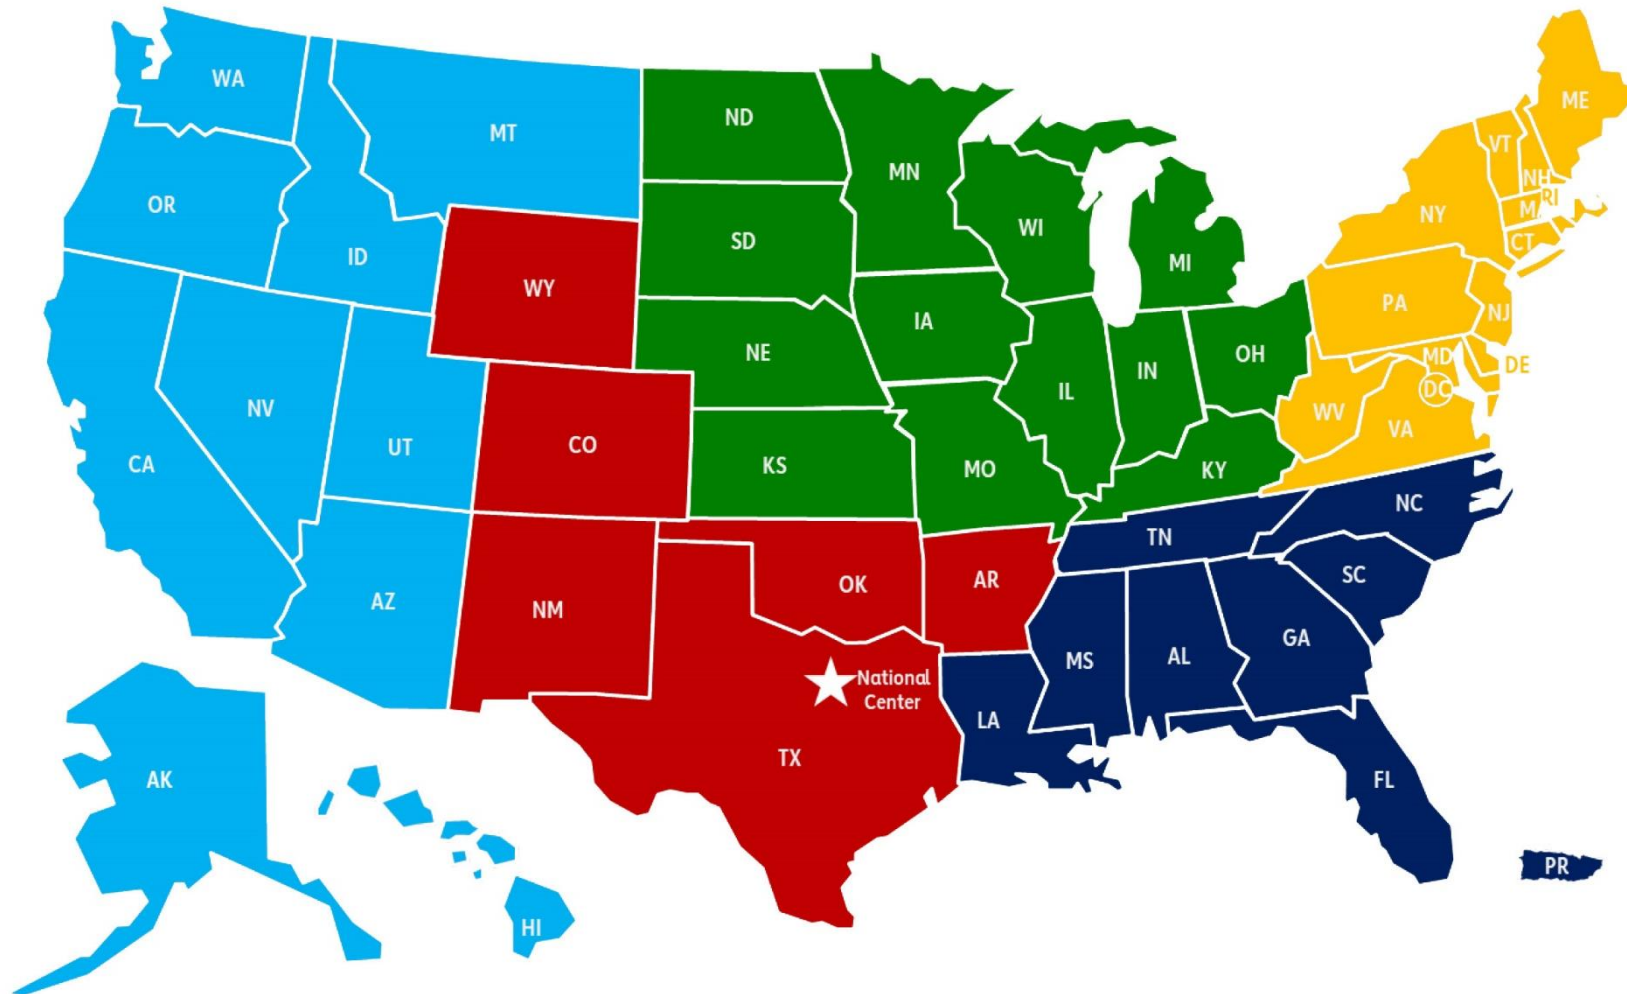 WA
MT
ND
MN
ME
VT
NH
OR
ID
SD
WI
MI
NY
MA
RI
CT
WY
IA
NE
PA
NJ
NV
UT
CO
KS
MO
IL
IN
OH
MD
DE
DC
WV
VA
CA
KY
NC
TN
AZ
NM
OK
AR
SC
MS
AL
GA
National
Center
LA
TX
AK
FL
HI
PR